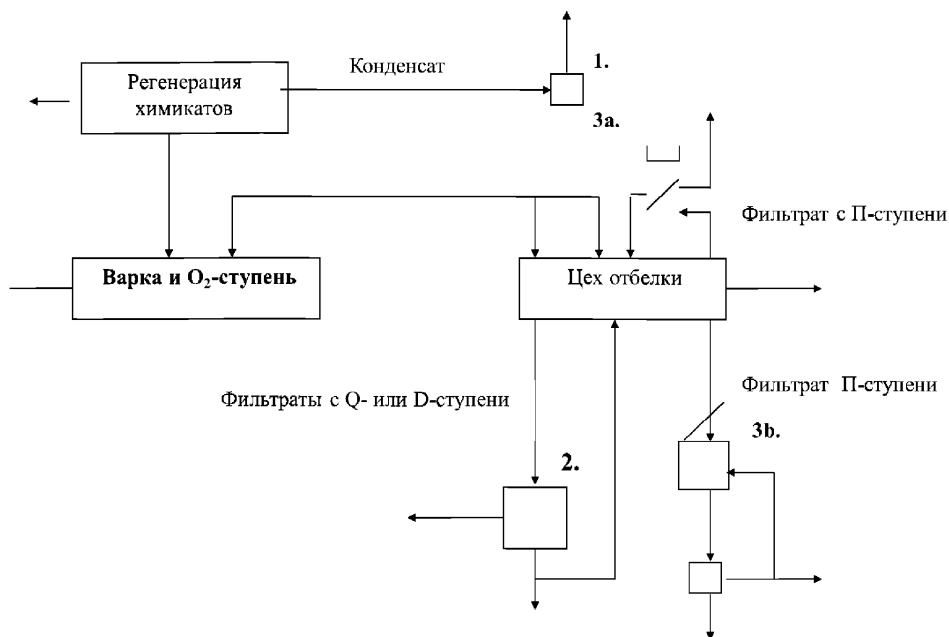 Конденсат
1.
Регенерация
химикатов
3a.
Фильтрат с П-ступени
Варка и O₂-ступень
Цех отбелки
Фильтраты с Q- или D-ступени
Фильтрат П-ступени
3b.
2.